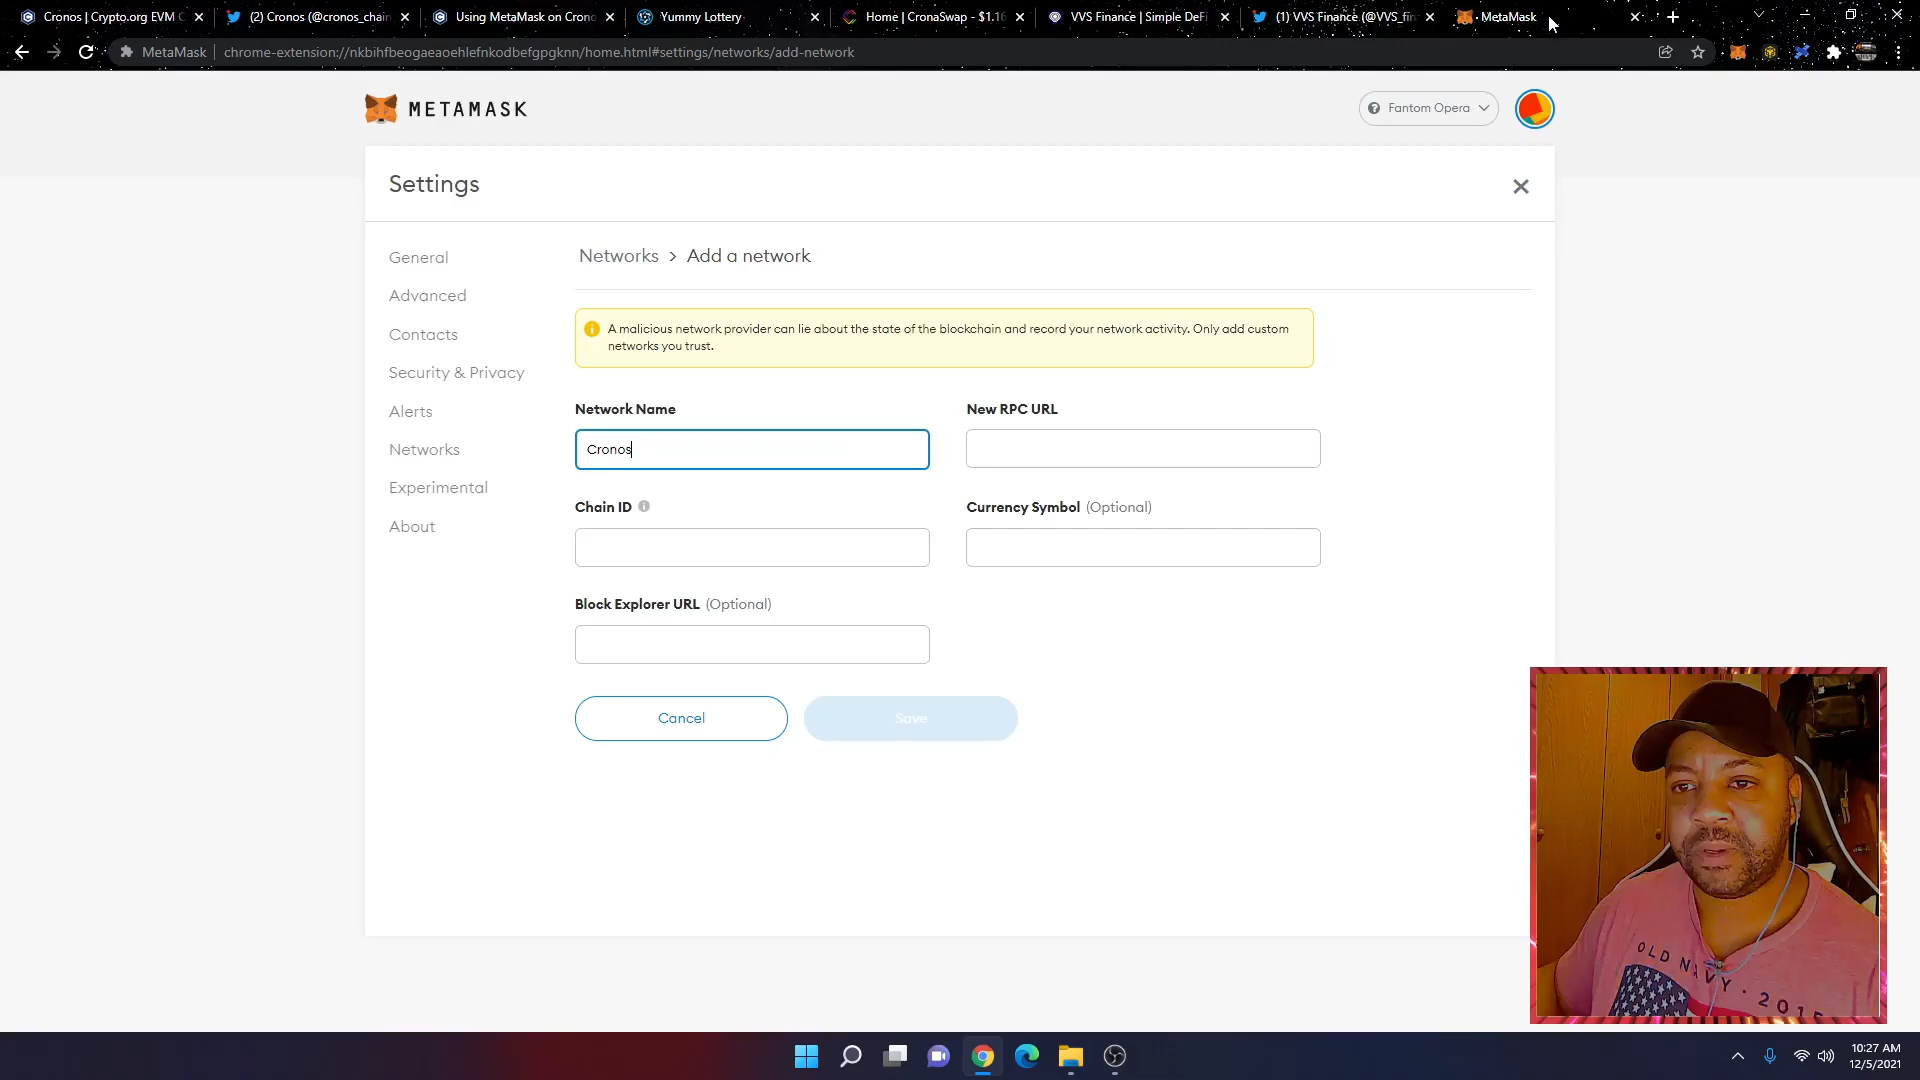 Cronos | Crypto.org EVM C
(2) Cronos (@cronos_chain
Using MetaMask on Crono
Yummy Lottery
Home | CronaSwap - $1.16
VVS Finance | Simple DeFi
(1) VVS Finance (@VVS_fin
MetaMask
MetaMask
chrome-extension://nkbihfbeogaeaoehlefnkodbefgpgknn/home.html#settings/networks/add-network
METAMASK
Fantom Opera
Settings
General
Advanced
Contacts
Security & Privacy
Alerts
Networks
Experimental
About
Networks > Add a network
A malicious network provider can lie about the state of the blockchain and record your network activity. Only add custom
networks you trust.
Network Name
New RPC URL
Cronos
Chain ID
Currency Symbol (Optional)
Block Explorer URL (Optional)
Cancel
Save
OLD NAVY · 2015
10:27 AM
12/5/2021